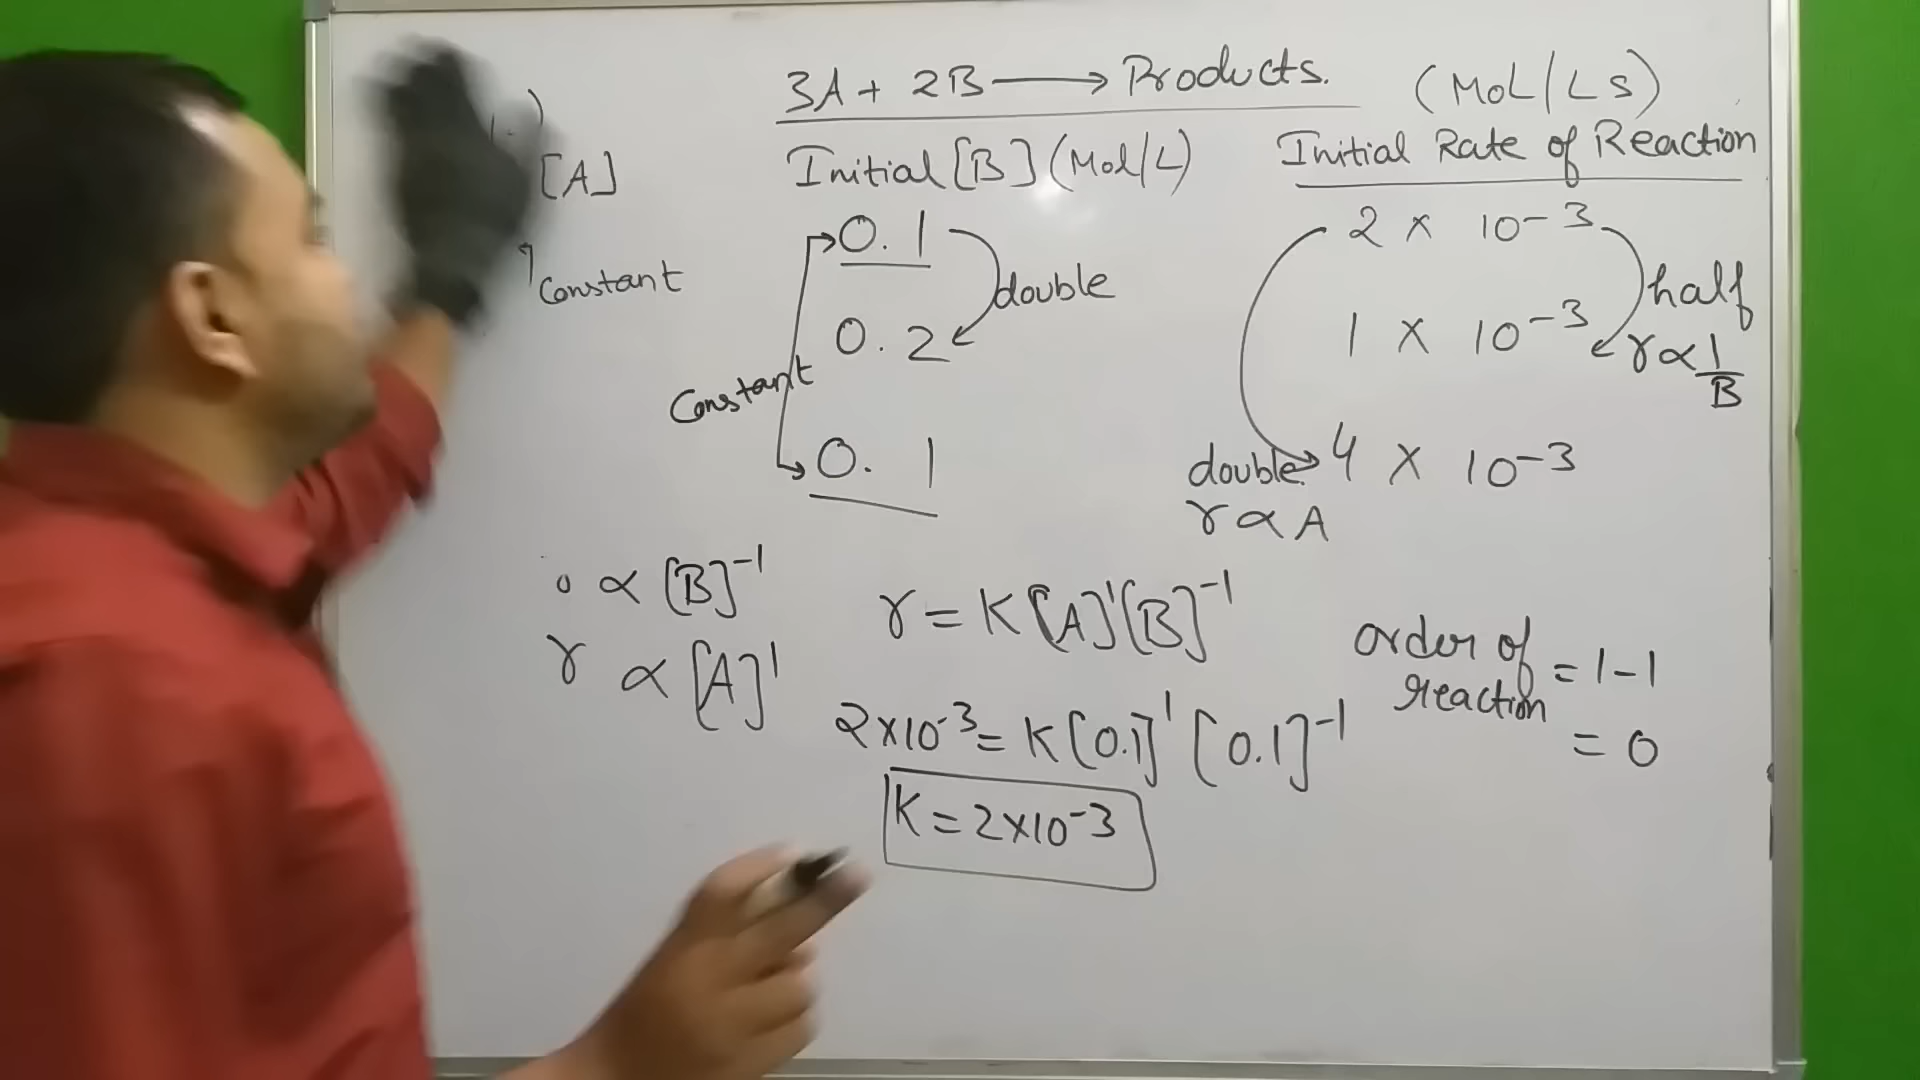 3A + 2B ⟶ Products. (MoL/LS)
[A] Initial [B] (Mol/L) Initial Rate of Reaction
0.1 2 × 10⁻³
Constant double half
0.2 1 × 10⁻³ r ∝ 1/B
Constant
0.1 double 4 × 10⁻³
r ∝ A
∝ [B]⁻¹ r = K[A]¹[B]⁻¹
r ∝ [A]¹ order of reaction = 1-1
2×10⁻³ = K[0.1]¹ [0.1]⁻¹ = 0
K = 2×10⁻³